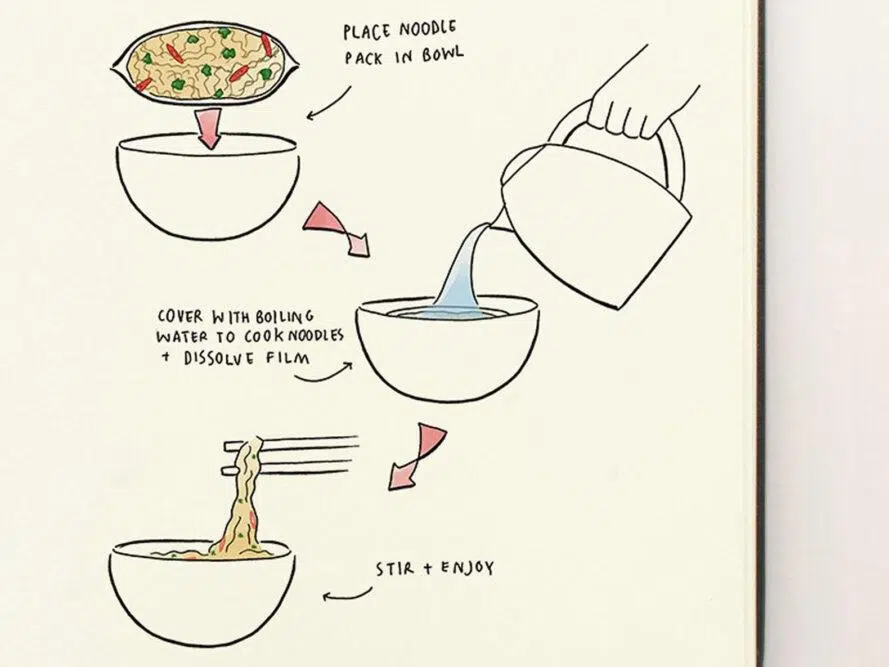 PLACE NOODLE
PACK IN BOWL
COVER WITH BOILING
WATER TO COOK NOODLES
+ DISSOLVE FILM
STIR + ENJOY